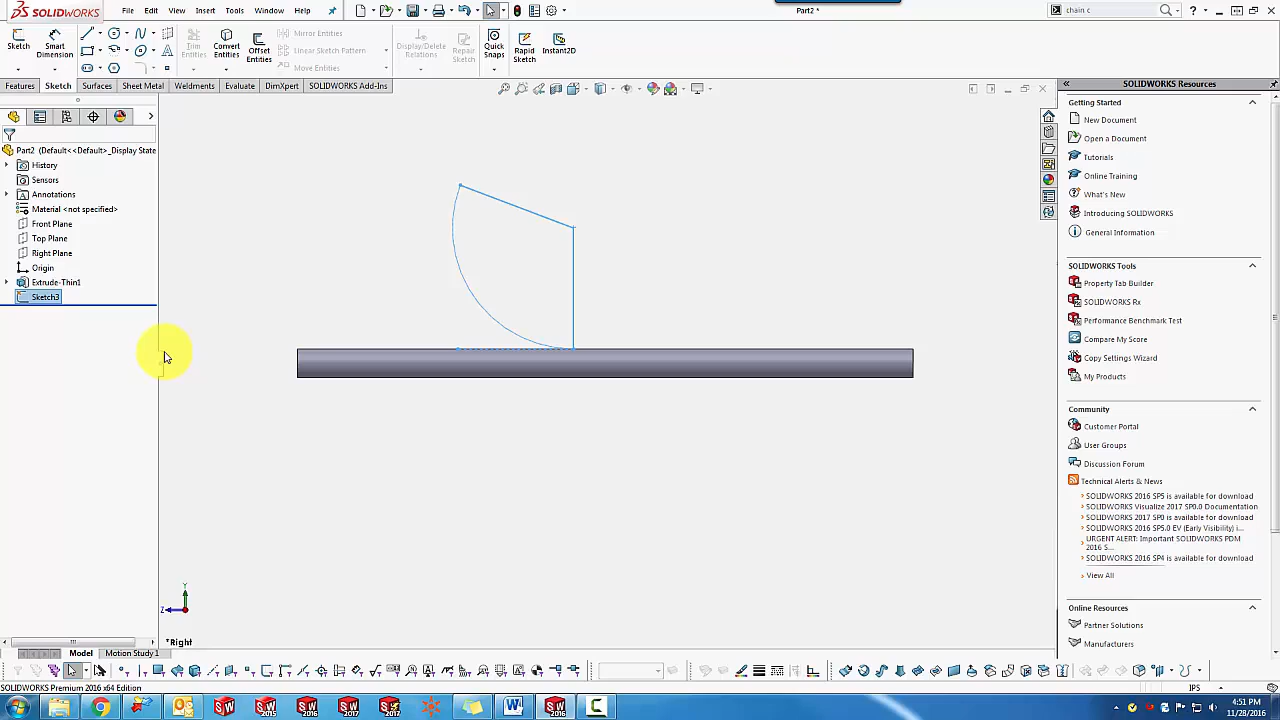 SOLIDWORKS File Edit View Insert Tools Window Help Part2 * chain c
Sketch Smart Dimension Trim Entities Convert Entities Offset Entities Mirror Entities Linear Sketch Pattern Move Entities Display/Delete Relations Repair Sketch Quick Snaps Rapid Sketch Instant2D
Features Sketch Surfaces Sheet Metal Weldments Evaluate DimXpert SOLIDWORKS Add-Ins
SOLIDWORKS Resources
Part2 (Default<<Default>_Display State
History
Sensors
Annotations
Material <not specified>
Front Plane
Top Plane
Right Plane
Origin
Extrude-Thin1
Sketch3
Y
Z
*Right
Getting Started
New Document
Open a Document
Tutorials
Online Training
What's New
Introducing SOLIDWORKS
General Information
SOLIDWORKS Tools
Property Tab Builder
SOLIDWORKS Rx
Performance Benchmark Test
Compare My Score
Copy Settings Wizard
My Products
Community
Customer Portal
User Groups
Discussion Forum
Technical Alerts & News
SOLIDWORKS 2016 SP5 is available for download
SOLIDWORKS Visualize 2017 SP0.0 Documentation
SOLIDWORKS 2017 SP0 is available for download
SOLIDWORKS 2016 SP5.0 EV (Early Visibility) i...
URGENT ALERT: Important SOLIDWORKS PDM
2016 S...
SOLIDWORKS 2016 SP4 is available for download
View All
Online Resources
Partner Solutions
Manufacturers
Model Motion Study 1
SOLIDWORKS Premium 2016 x64 Edition IPS
2015 2016 2017
2016
4:51 PM
11/28/2016